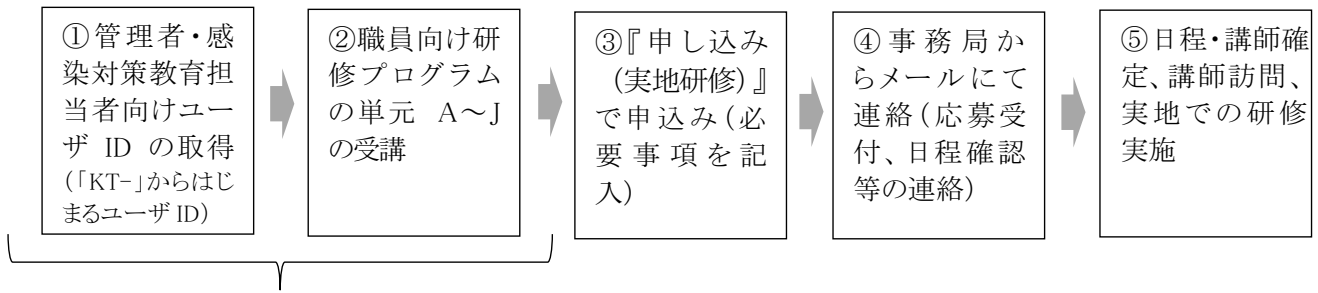 ①管理者・感
染対策教育担
当者向けユー
ザ ID の取得
(「KT-」からはじ
まるユーザ ID)
②職員向け研
修プログラム
の単元 A～J
の受講
③『申し込み
(実地研修)』
で申込み(必
要事項を記
入)
④事務局か
らメールにて
連絡(応募受
付、日程確認
等の連絡)
⑤日程・講師確
定、講師訪問、
実地での研修
実施